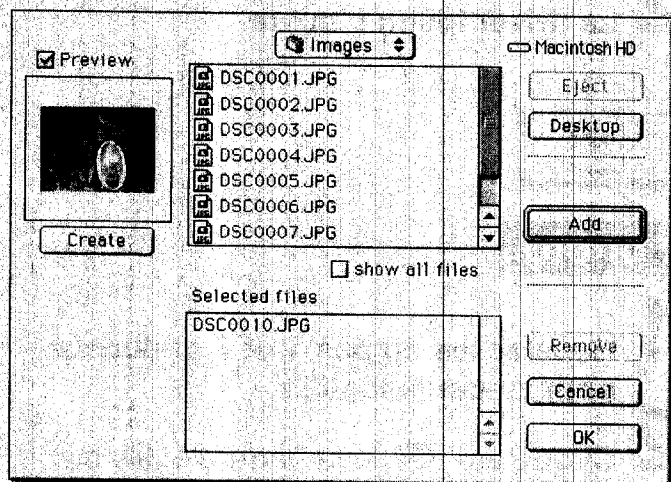 Images
Macintosh HD
Preview
DSC0001.JPG
DSC0002.JPG
DSC0003.JPG
DSC0004.JPG
DSC0005.JPG
DSC0006.JPG
DSC0007.JPG
Eject
Desktop
Add
Create
show all files
Selected files
DSC0010.JPG
Remove
Cancel
OK